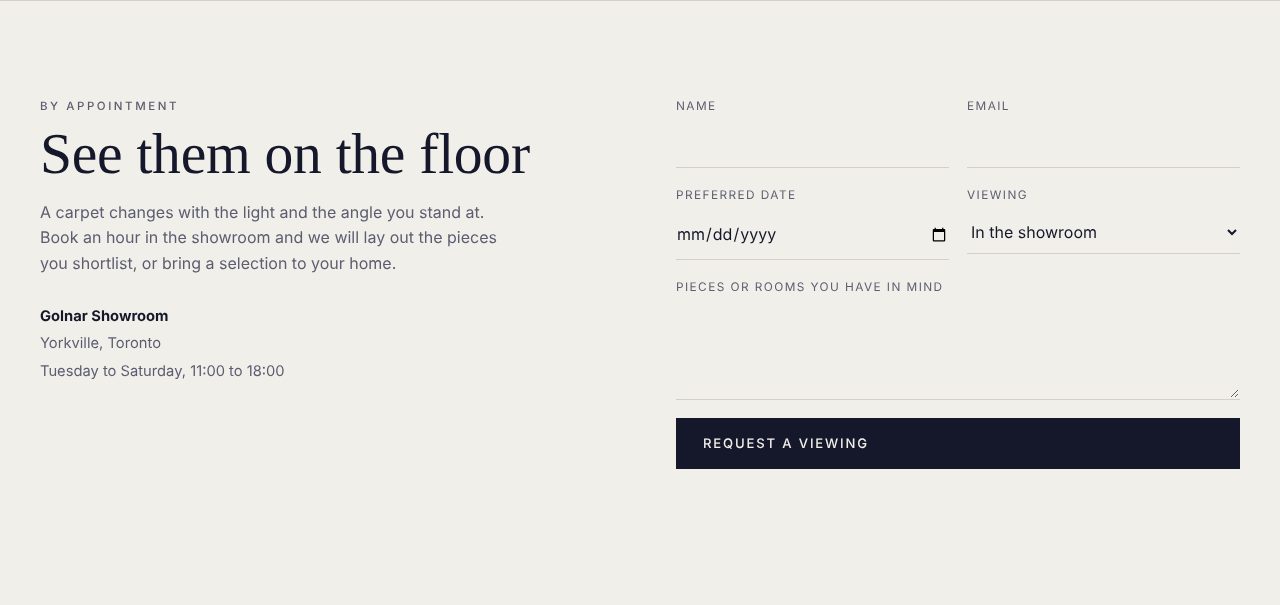 BY APPOINTMENT
See them on the floor
A carpet changes with the light and the angle you stand at.
Book an hour in the showroom and we will lay out the pieces
you shortlist, or bring a selection to your home.
Golnar Showroom
Yorkville, Toronto
Tuesday to Saturday, 11:00 to 18:00
NAME
EMAIL
PREFERRED DATE
VIEWING
mm/dd/yyyy
In the showroom
PIECES OR ROOMS YOU HAVE IN MIND
REQUEST A VIEWING